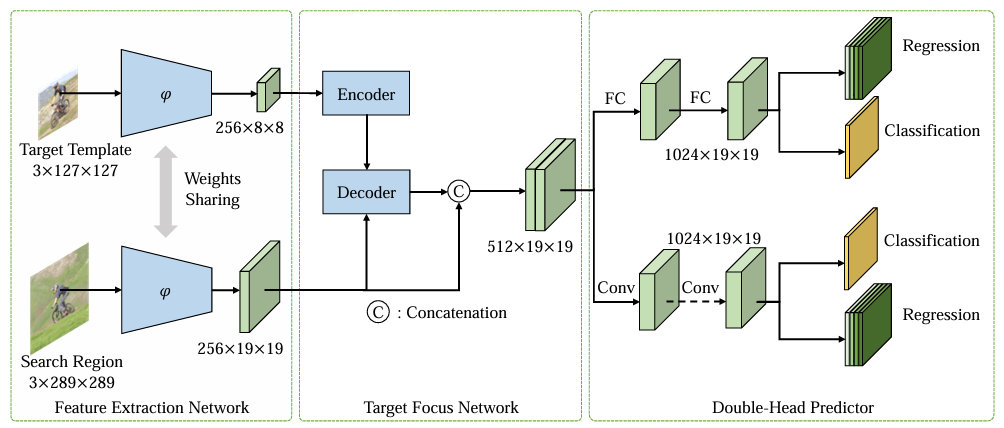 φ
256×8×8
Target Template
3×127×127
Weights
Sharing
φ
256×19×19
Search Region
3×289×289
Feature Extraction Network
Encoder
Decoder
C
512×19×19
C : Concatenation
Target Focus Network
FC
FC
1024×19×19
Regression
Classification
Conv
Conv
1024×19×19
Classification
Regression
Double-Head Predictor